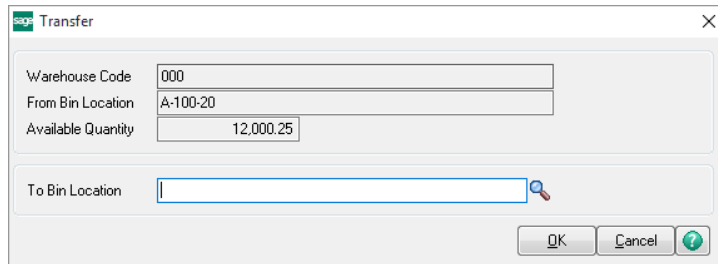 sage Transfer
Warehouse Code 000
From Bin Location A-100-20
Available Quantity 12,000.25
To Bin Location
OK Cancel ?